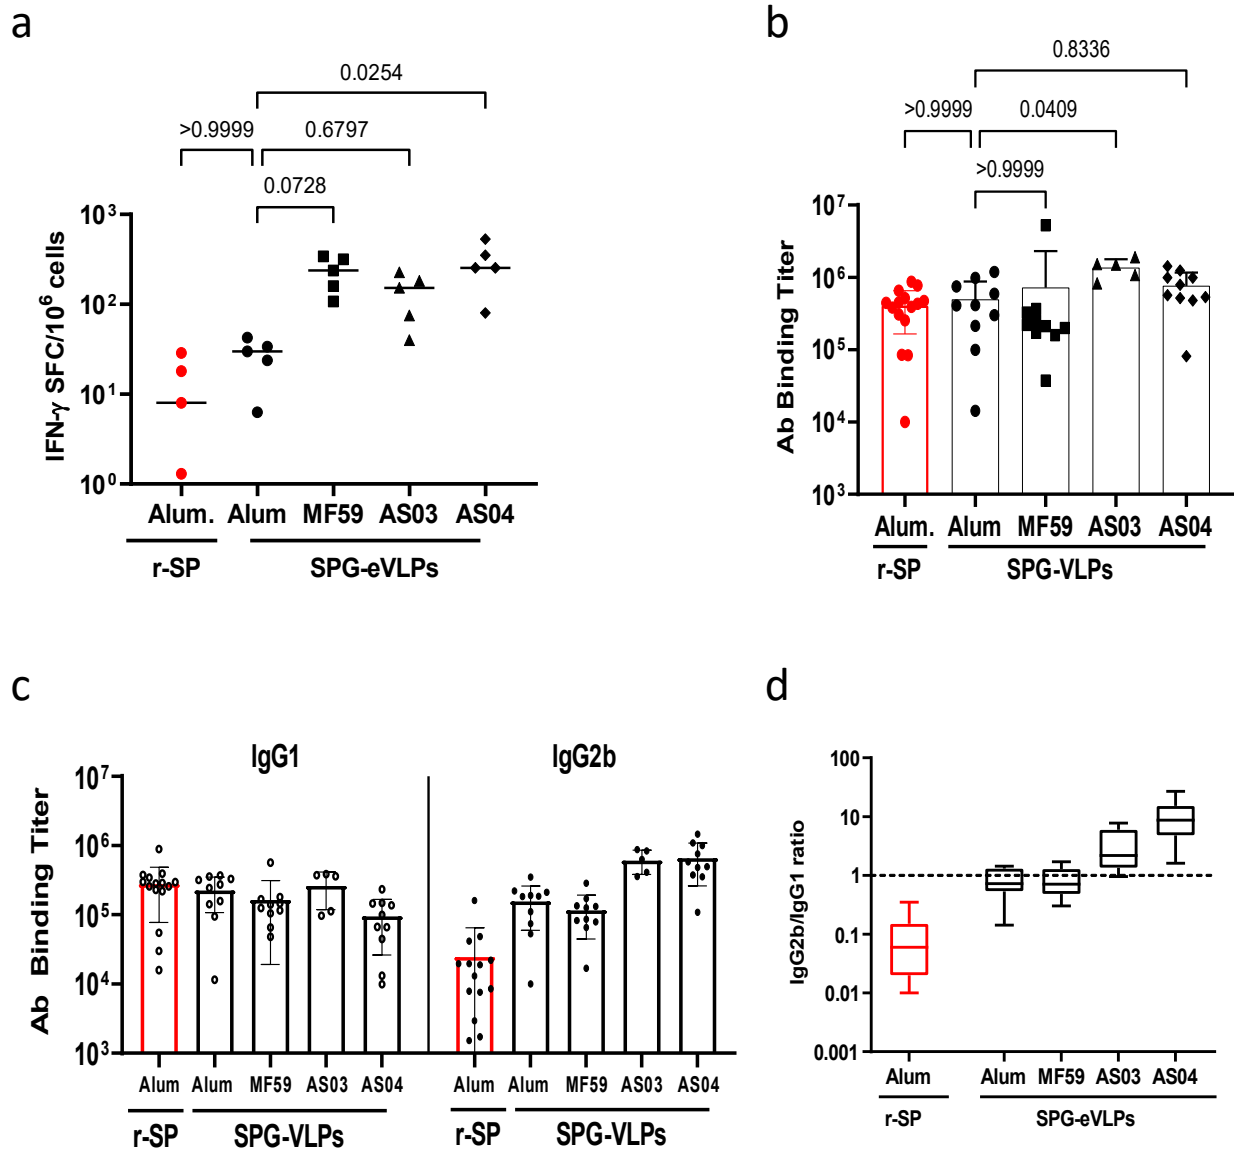 a
0.0254
>0.9999 0.6797
0.0728
IFN-γ SFC/10⁶ cells
10³
10²
10¹
10⁰
Alum. Alum MF59 AS03 AS04
r-SP SPG-eVLPs
b
0.8336
>0.9999 0.0409
>0.9999
Ab Binding Titer
10⁷
10⁶
10⁵
10⁴
10³
Alum. Alum MF59 AS03 AS04
r-SP SPG-VLPs
c
IgG1 IgG2b
Ab Binding Titer
10⁷
10⁶
10⁵
10⁴
10³
Alum Alum MF59 AS03 AS04 Alum Alum MF59 AS03 AS04
r-SP SPG-VLPs r-SP SPG-VLPs
d
IgG2b/IgG1 ratio
100
10
1
0.1
0.01
0.001
Alum Alum MF59 AS03 AS04
r-SP SPG-eVLPs